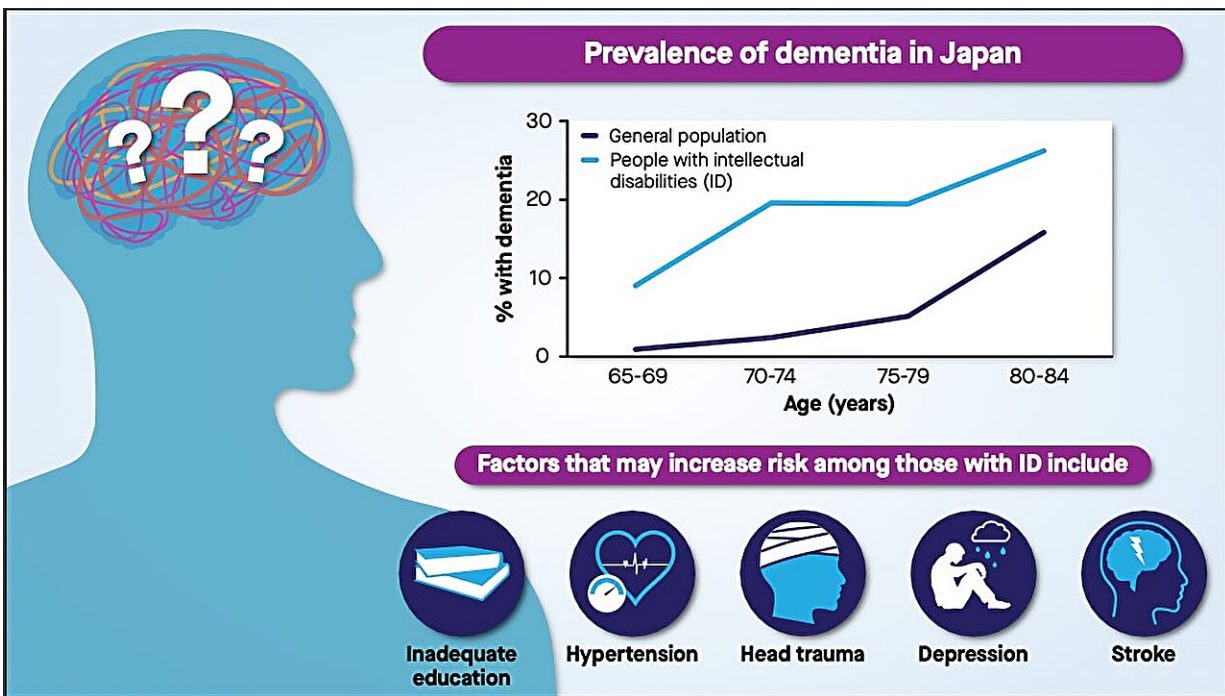 ? ? ?
Prevalence of dementia in Japan
% with dementia
30
20
10
0
General population
People with intellectual
disabilities (ID)
65-69 70-74 75-79 80-84
Age (years)
Factors that may increase risk among those with ID include
Inadequate
education
Hypertension
Head trauma
Depression
Stroke